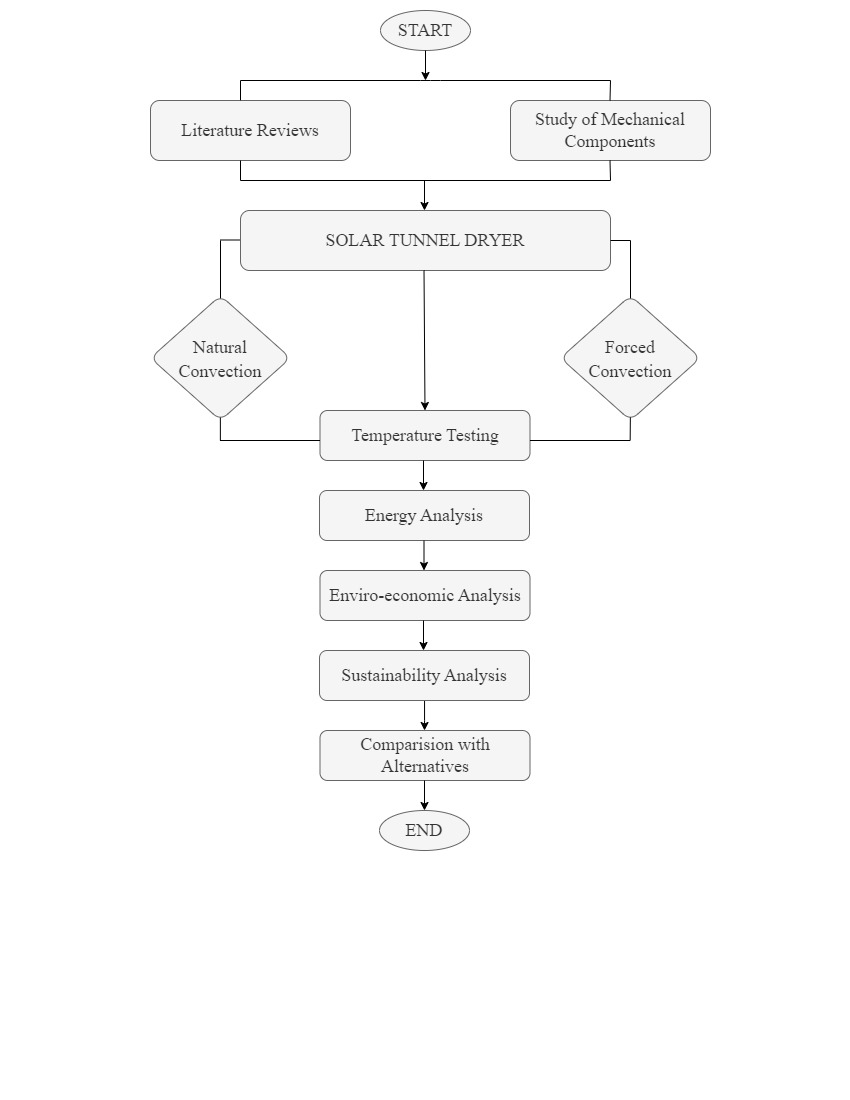 START
Literature Reviews
Study of Mechanical
Components
SOLAR TUNNEL DRYER
Natural
Convection
Forced
Convection
Temperature Testing
Energy Analysis
Enviro-economic Analysis
Sustainability Analysis
Comparision with
Alternatives
END